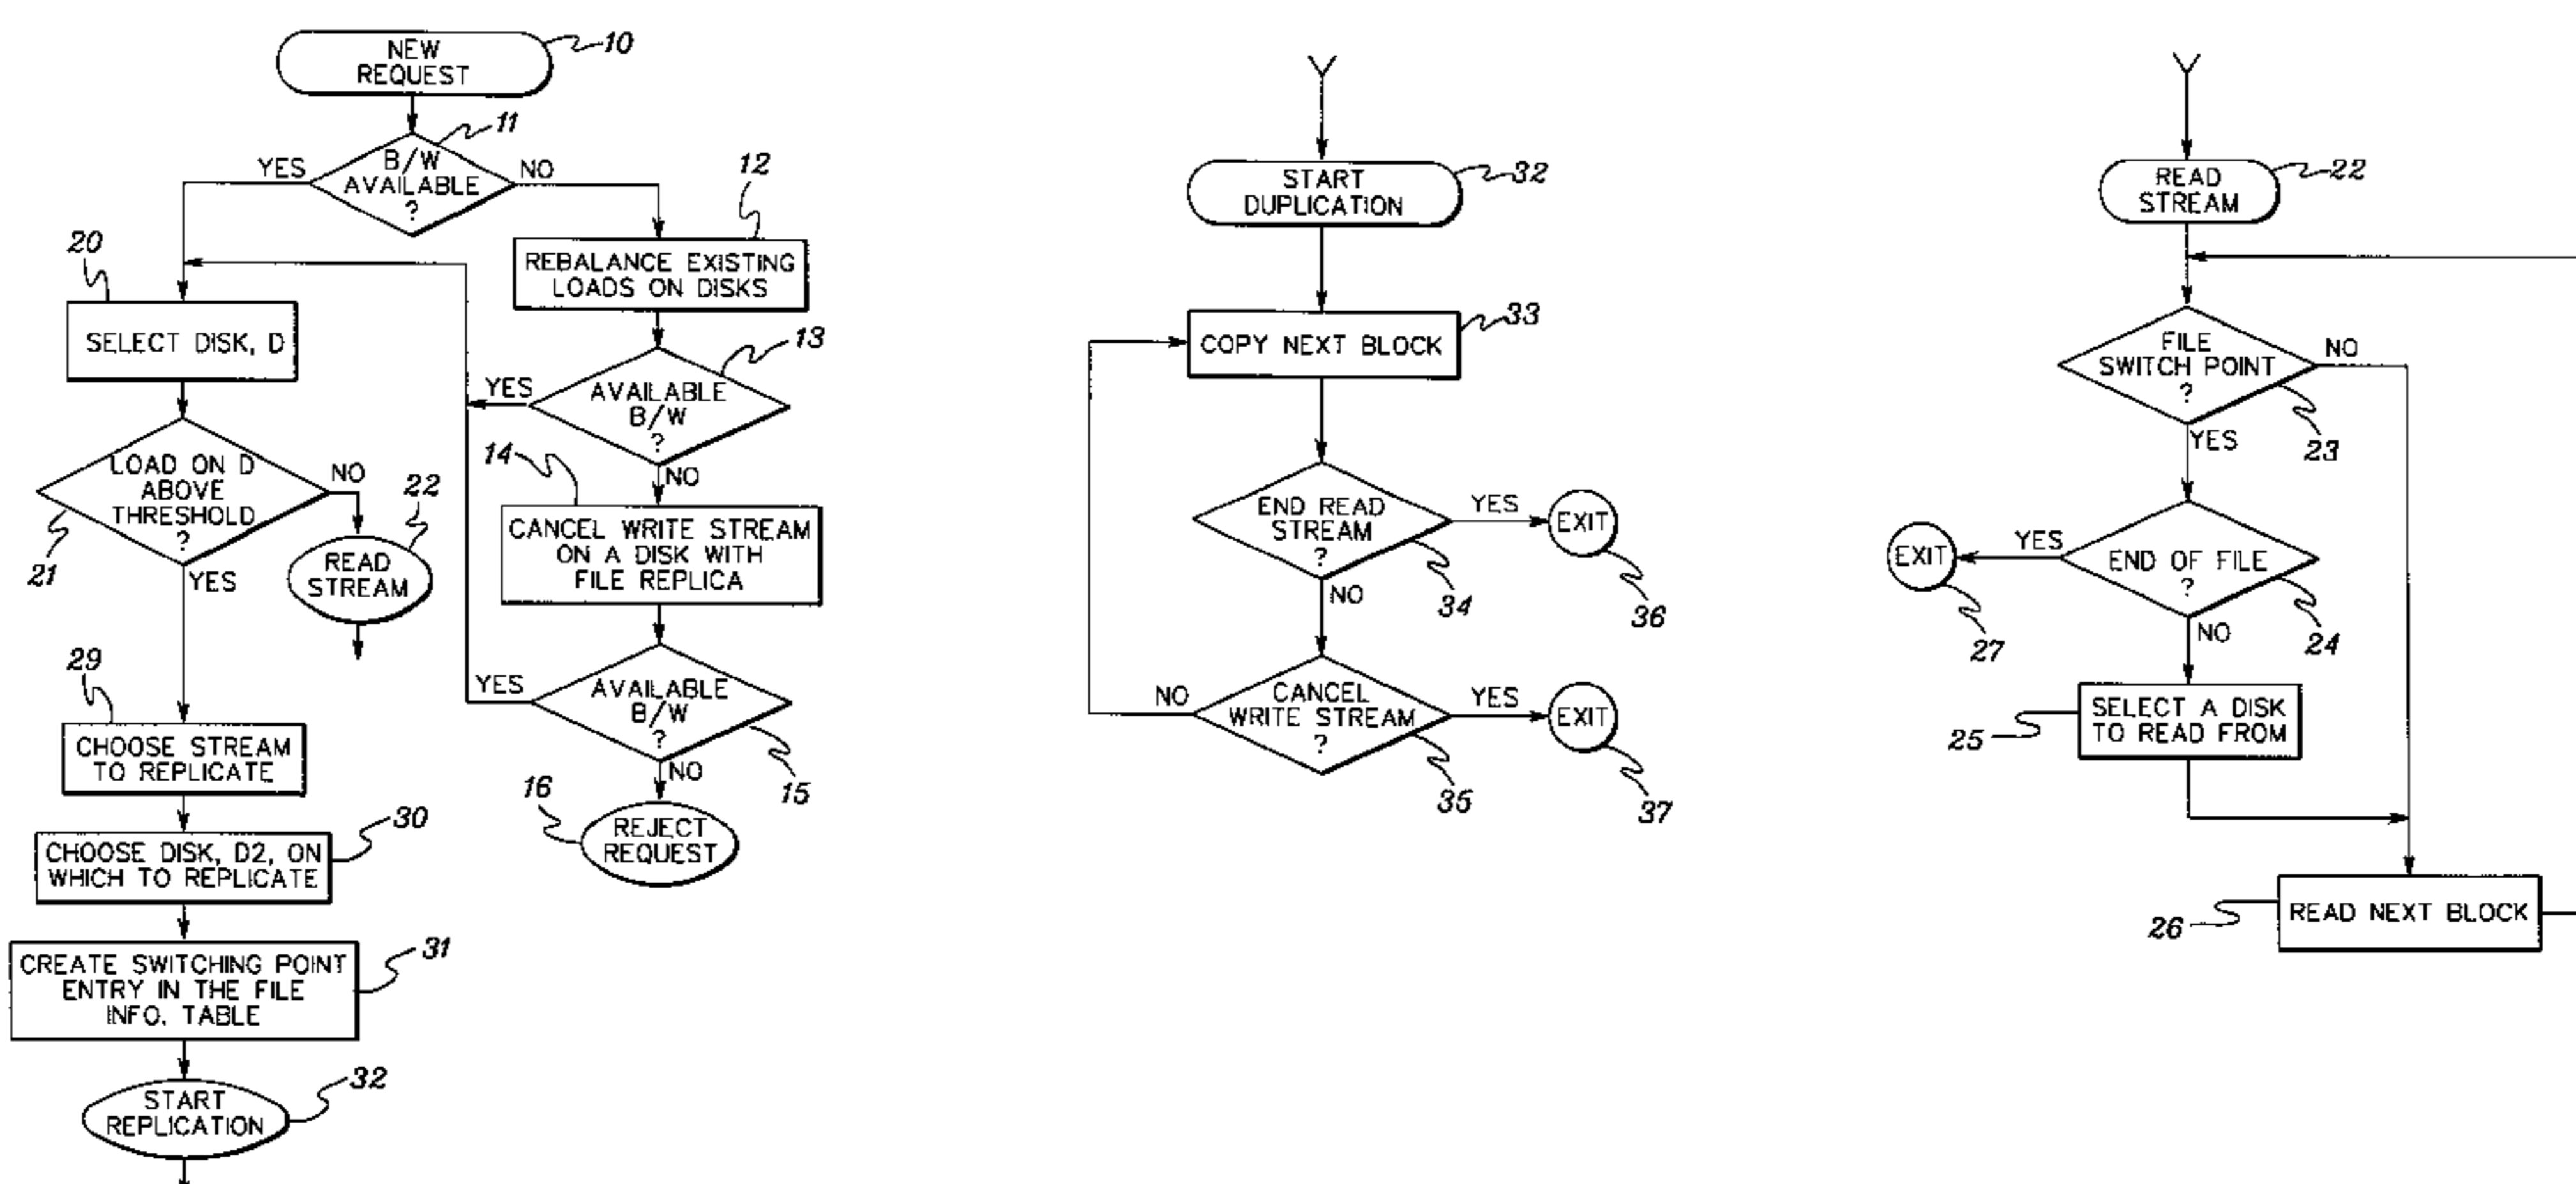 NEW
REQUEST
10
11
B/W
AVAILABLE
?
YES
NO
12
REBALANCE EXISTING
LOADS ON DISKS
20
SELECT DISK, D
13
AVAILABLE
B/W
?
YES
NO
LOAD ON D
ABOVE
THRESHOLD
?
NO
YES
21
22
READ
STREAM
14
CANCEL WRITE STREAM
ON A DISK WITH
FILE REPLICA
AVAILABLE
B/W
?
YES
NO
15
16
REJECT
REQUEST
29
CHOOSE STREAM
TO REPLICATE
30
CHOOSE DISK, D2, ON
WHICH TO REPLICATE
31
CREATE SWITCHING POINT
ENTRY IN THE FILE
INFO. TABLE
32
START
REPLICATION
START
DUPLICATION
32
33
COPY NEXT BLOCK
END READ
STREAM
?
YES
EXIT
34
36
NO
CANCEL
WRITE STREAM
?
NO
YES
EXIT
35
37
READ
STREAM
22
FILE
SWITCH POINT
?
NO
YES
23
END OF FILE
?
YES
EXIT
27
24
NO
SELECT A DISK
TO READ FROM
25
READ NEXT BLOCK
26